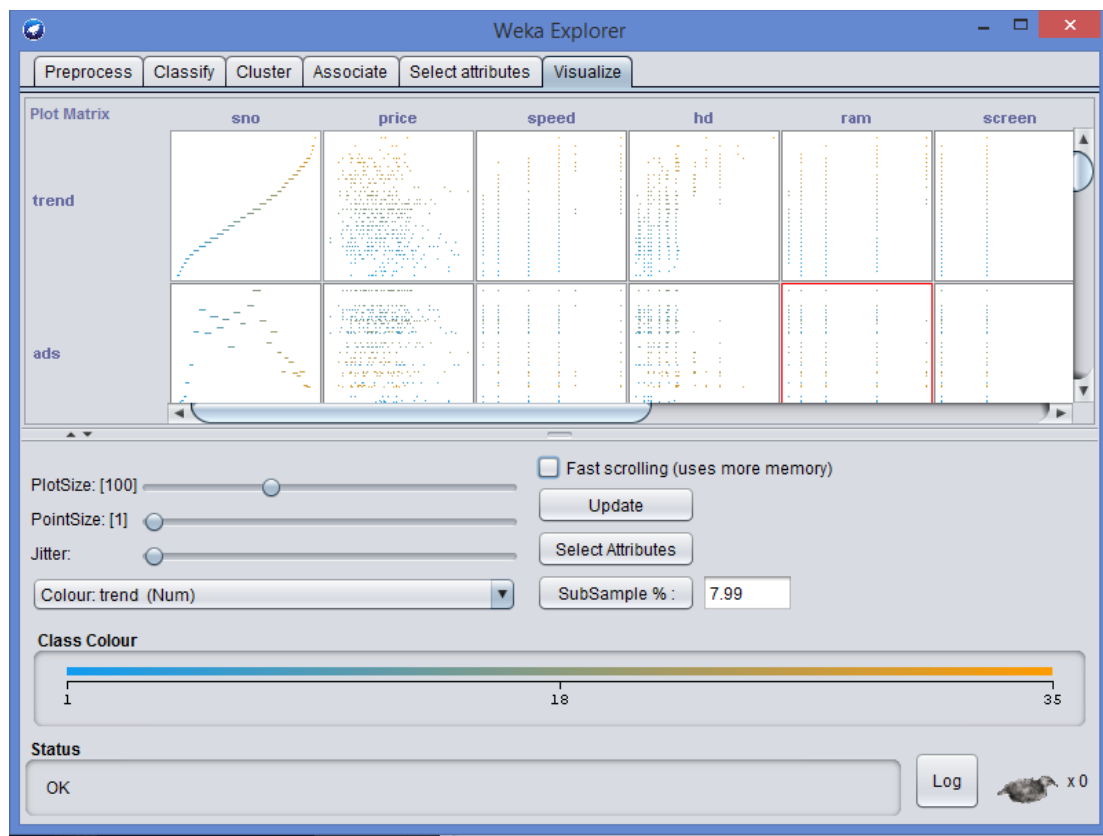 Weka Explorer
Preprocess Classify Cluster Associate Select attributes Visualize
Plot Matrix sno price speed hd ram screen
trend
ads
Fast scrolling (uses more memory)
PlotSize: [100]
Update
PointSize: [1]
Jitter:
Select Attributes
Colour: trend (Num)
SubSample % : 7.99
Class Colour
1 18 35
Status
OK
Log
x 0